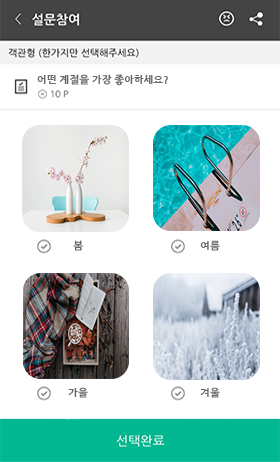 설문참여
객관형 (한가지만 선택해주세요)
어떤 계절을 가장 좋아하세요?
10 P
봄
여름
가을
겨울
선택완료